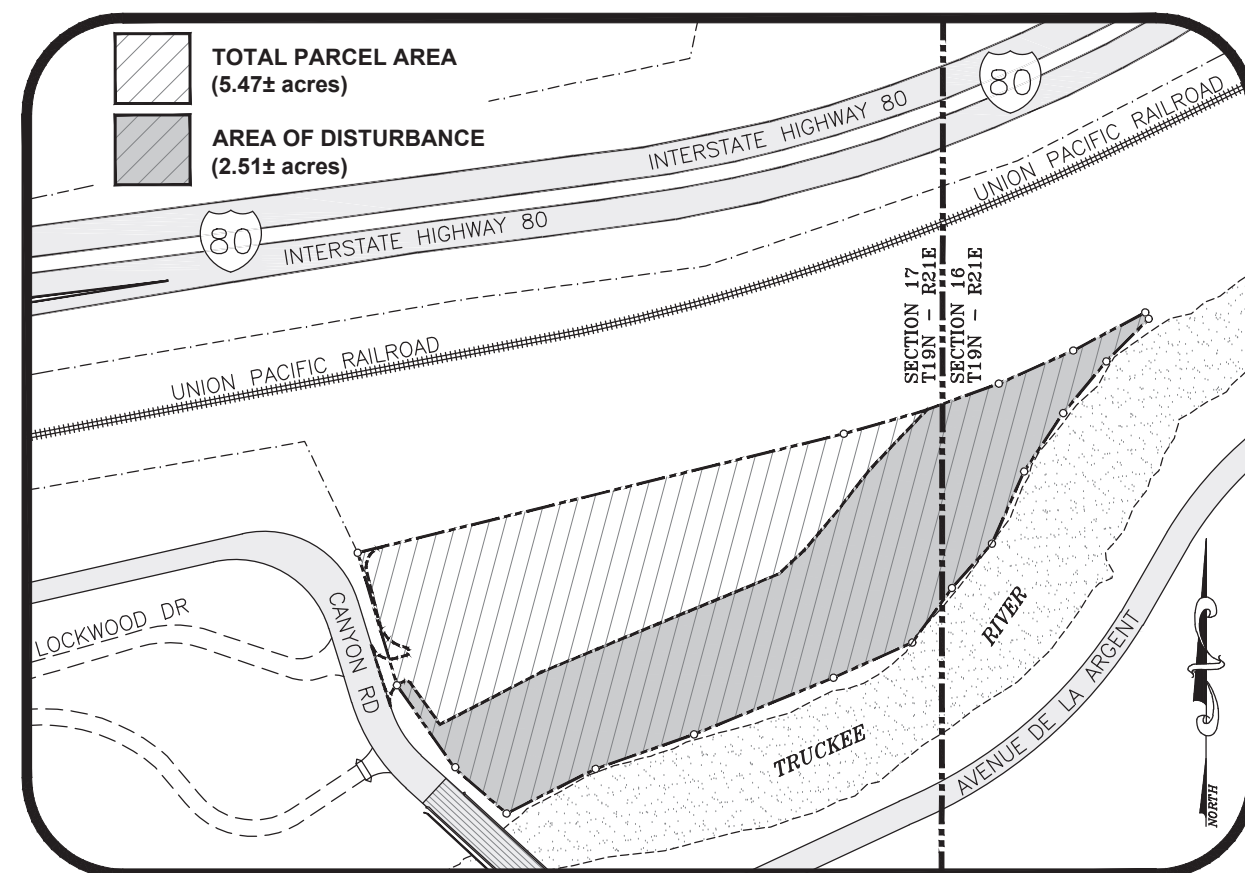 TOTAL PARCEL AREA
(5.47± acres)
AREA OF DISTURBANCE
(2.51± acres)
INTERSTATE HIGHWAY 80
80
80
INTERSTATE HIGHWAY 80
UNION PACIFIC RAILROAD
UNION PACIFIC RAILROAD
SECTION 17
T19N - R21E
SECTION 16
T19N - R21E
LOCKWOOD DR
CANYON RD
TRUCKEE
RIVER
AVENUE DE LA ARGENT
NORTH